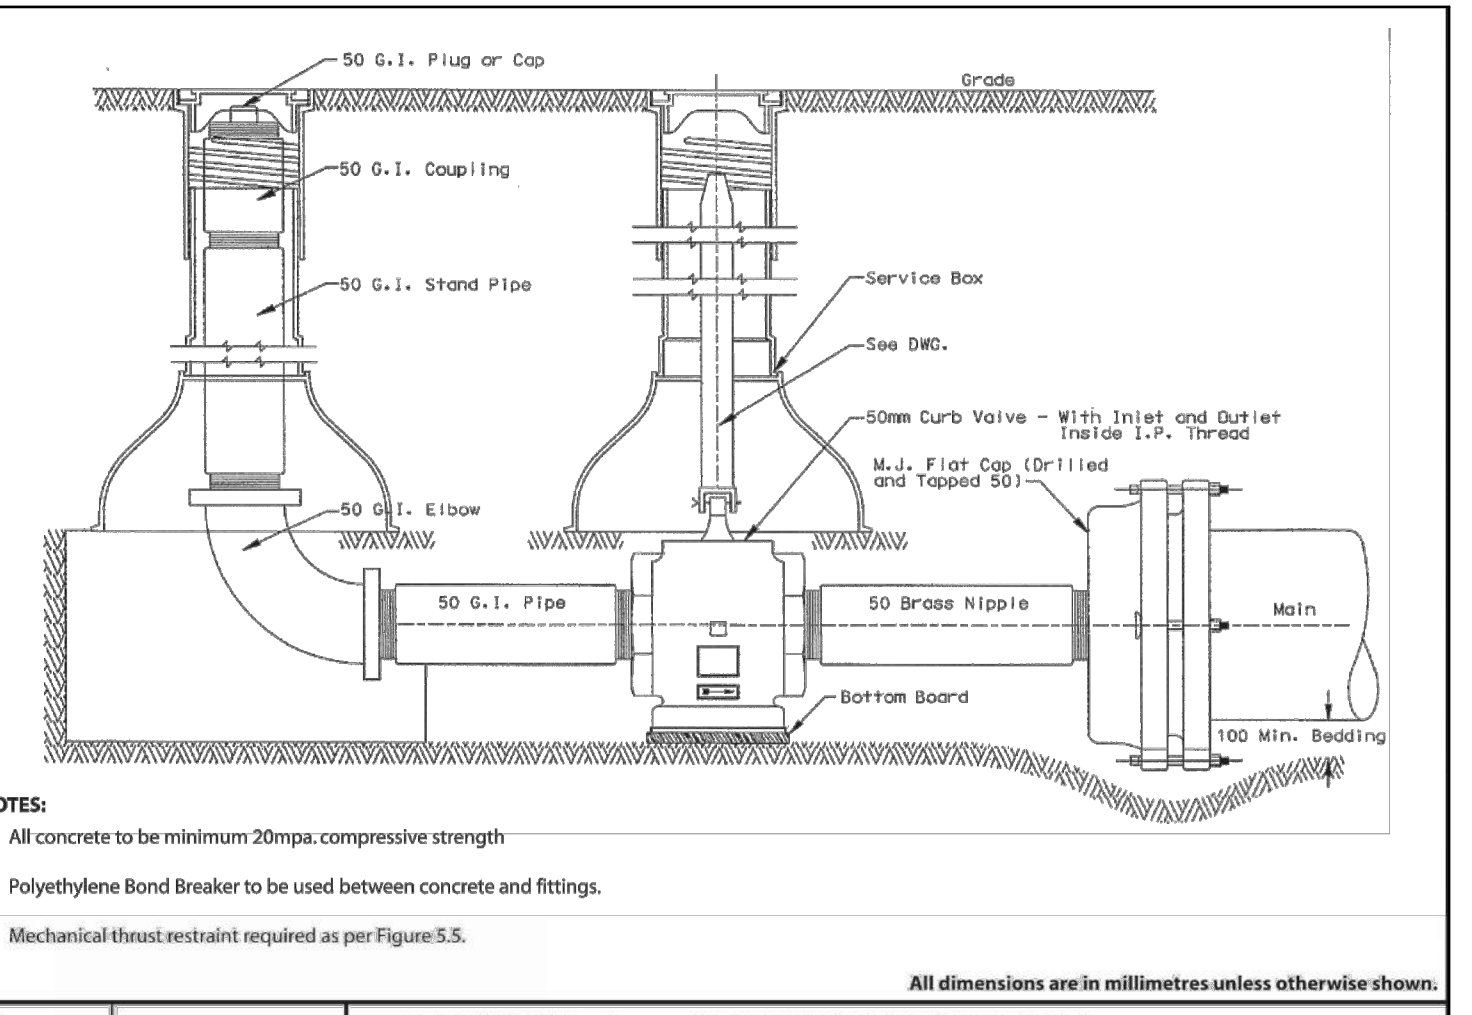 50 G.I. Plug or Cap
Grade
50 G.I. Coupling
50 G.I. Stand Pipe
Service Box
See DWG.
50mm Curb Valve - With Inlet and Outlet
Inside I.P. Thread
M.J. Flat Cap (Drilled
and Tapped 50)
50 G.I. Elbow
50 G.I. Pipe
50 Brass Nipple
Main
Bottom Board
100 Min. Bedding
OTES:
All concrete to be minimum 20mpa. compressive strength
Polyethylene Bond Breaker to be used between concrete and fittings.
Mechanical thrust restraint required as per Figure 5.5.
All dimensions are in millimetres unless otherwise shown.